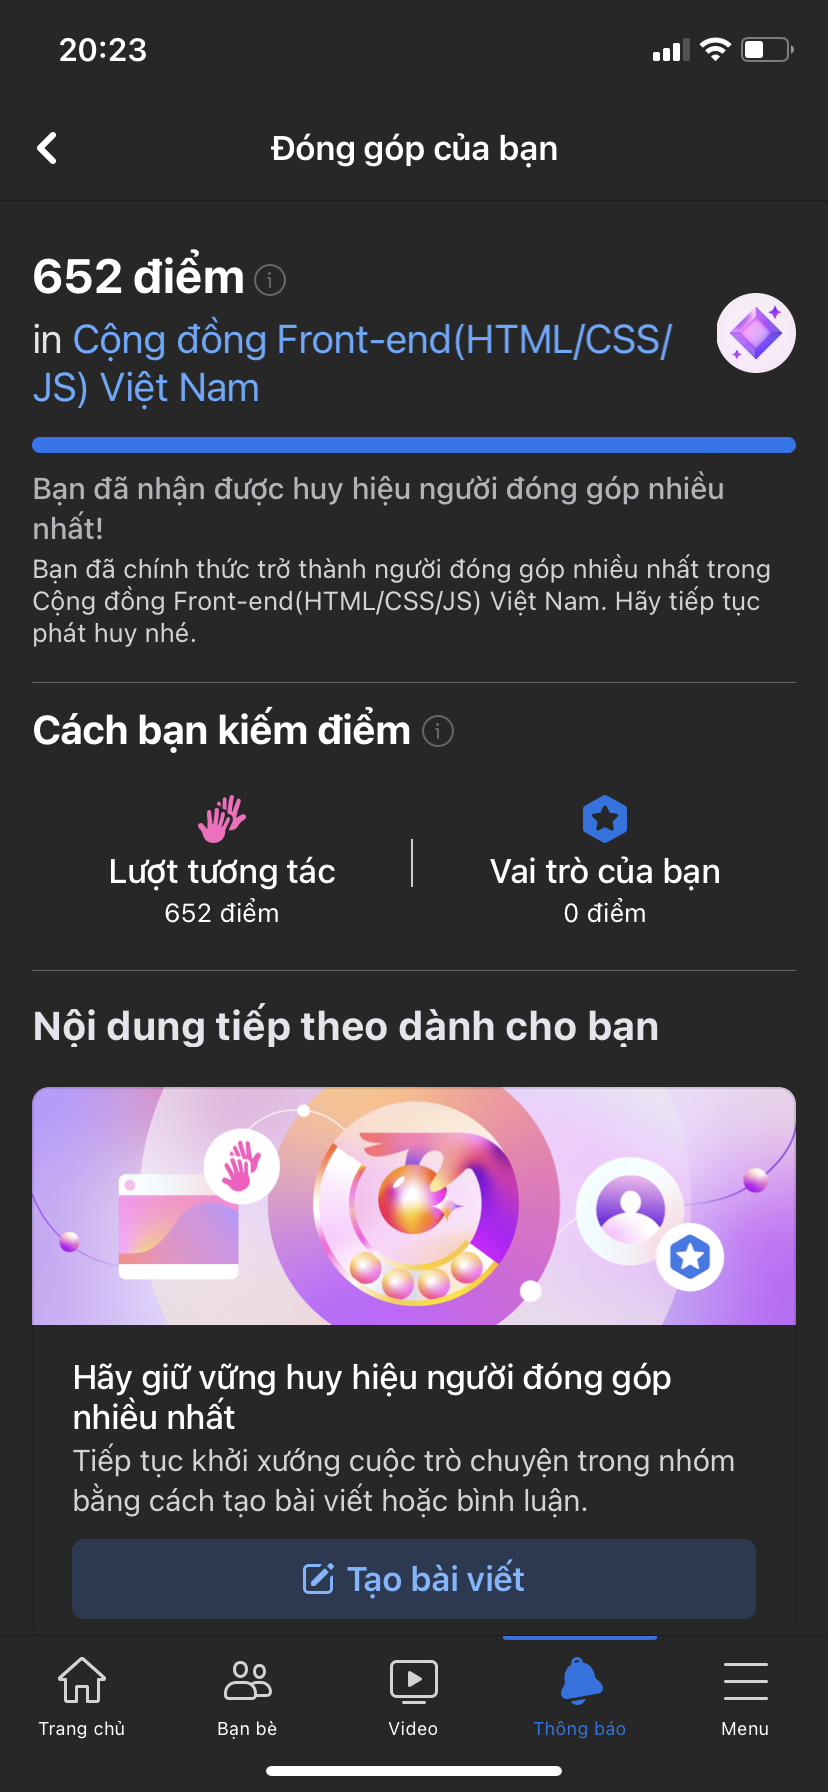 20:23
Đóng góp của bạn
652 điểm
in Cộng đồng Front-end(HTML/CSS/
JS) Việt Nam
Bạn đã nhận được huy hiệu người đóng góp nhiều
nhất!
Bạn đã chính thức trở thành người đóng góp nhiều nhất trong
Cộng đồng Front-end(HTML/CSS/JS) Việt Nam. Hãy tiếp tục
phát huy nhé.
Cách bạn kiếm điểm
Lượt tương tác
652 điểm
Vai trò của bạn
0 điểm
Nội dung tiếp theo dành cho bạn
Hãy giữ vững huy hiệu người đóng góp
nhiều nhất
Tiếp tục khởi xướng cuộc trò chuyện trong nhóm
bằng cách tạo bài viết hoặc bình luận.
Tạo bài viết
Trang chủ
Bạn bè
Video
Thông báo
Menu